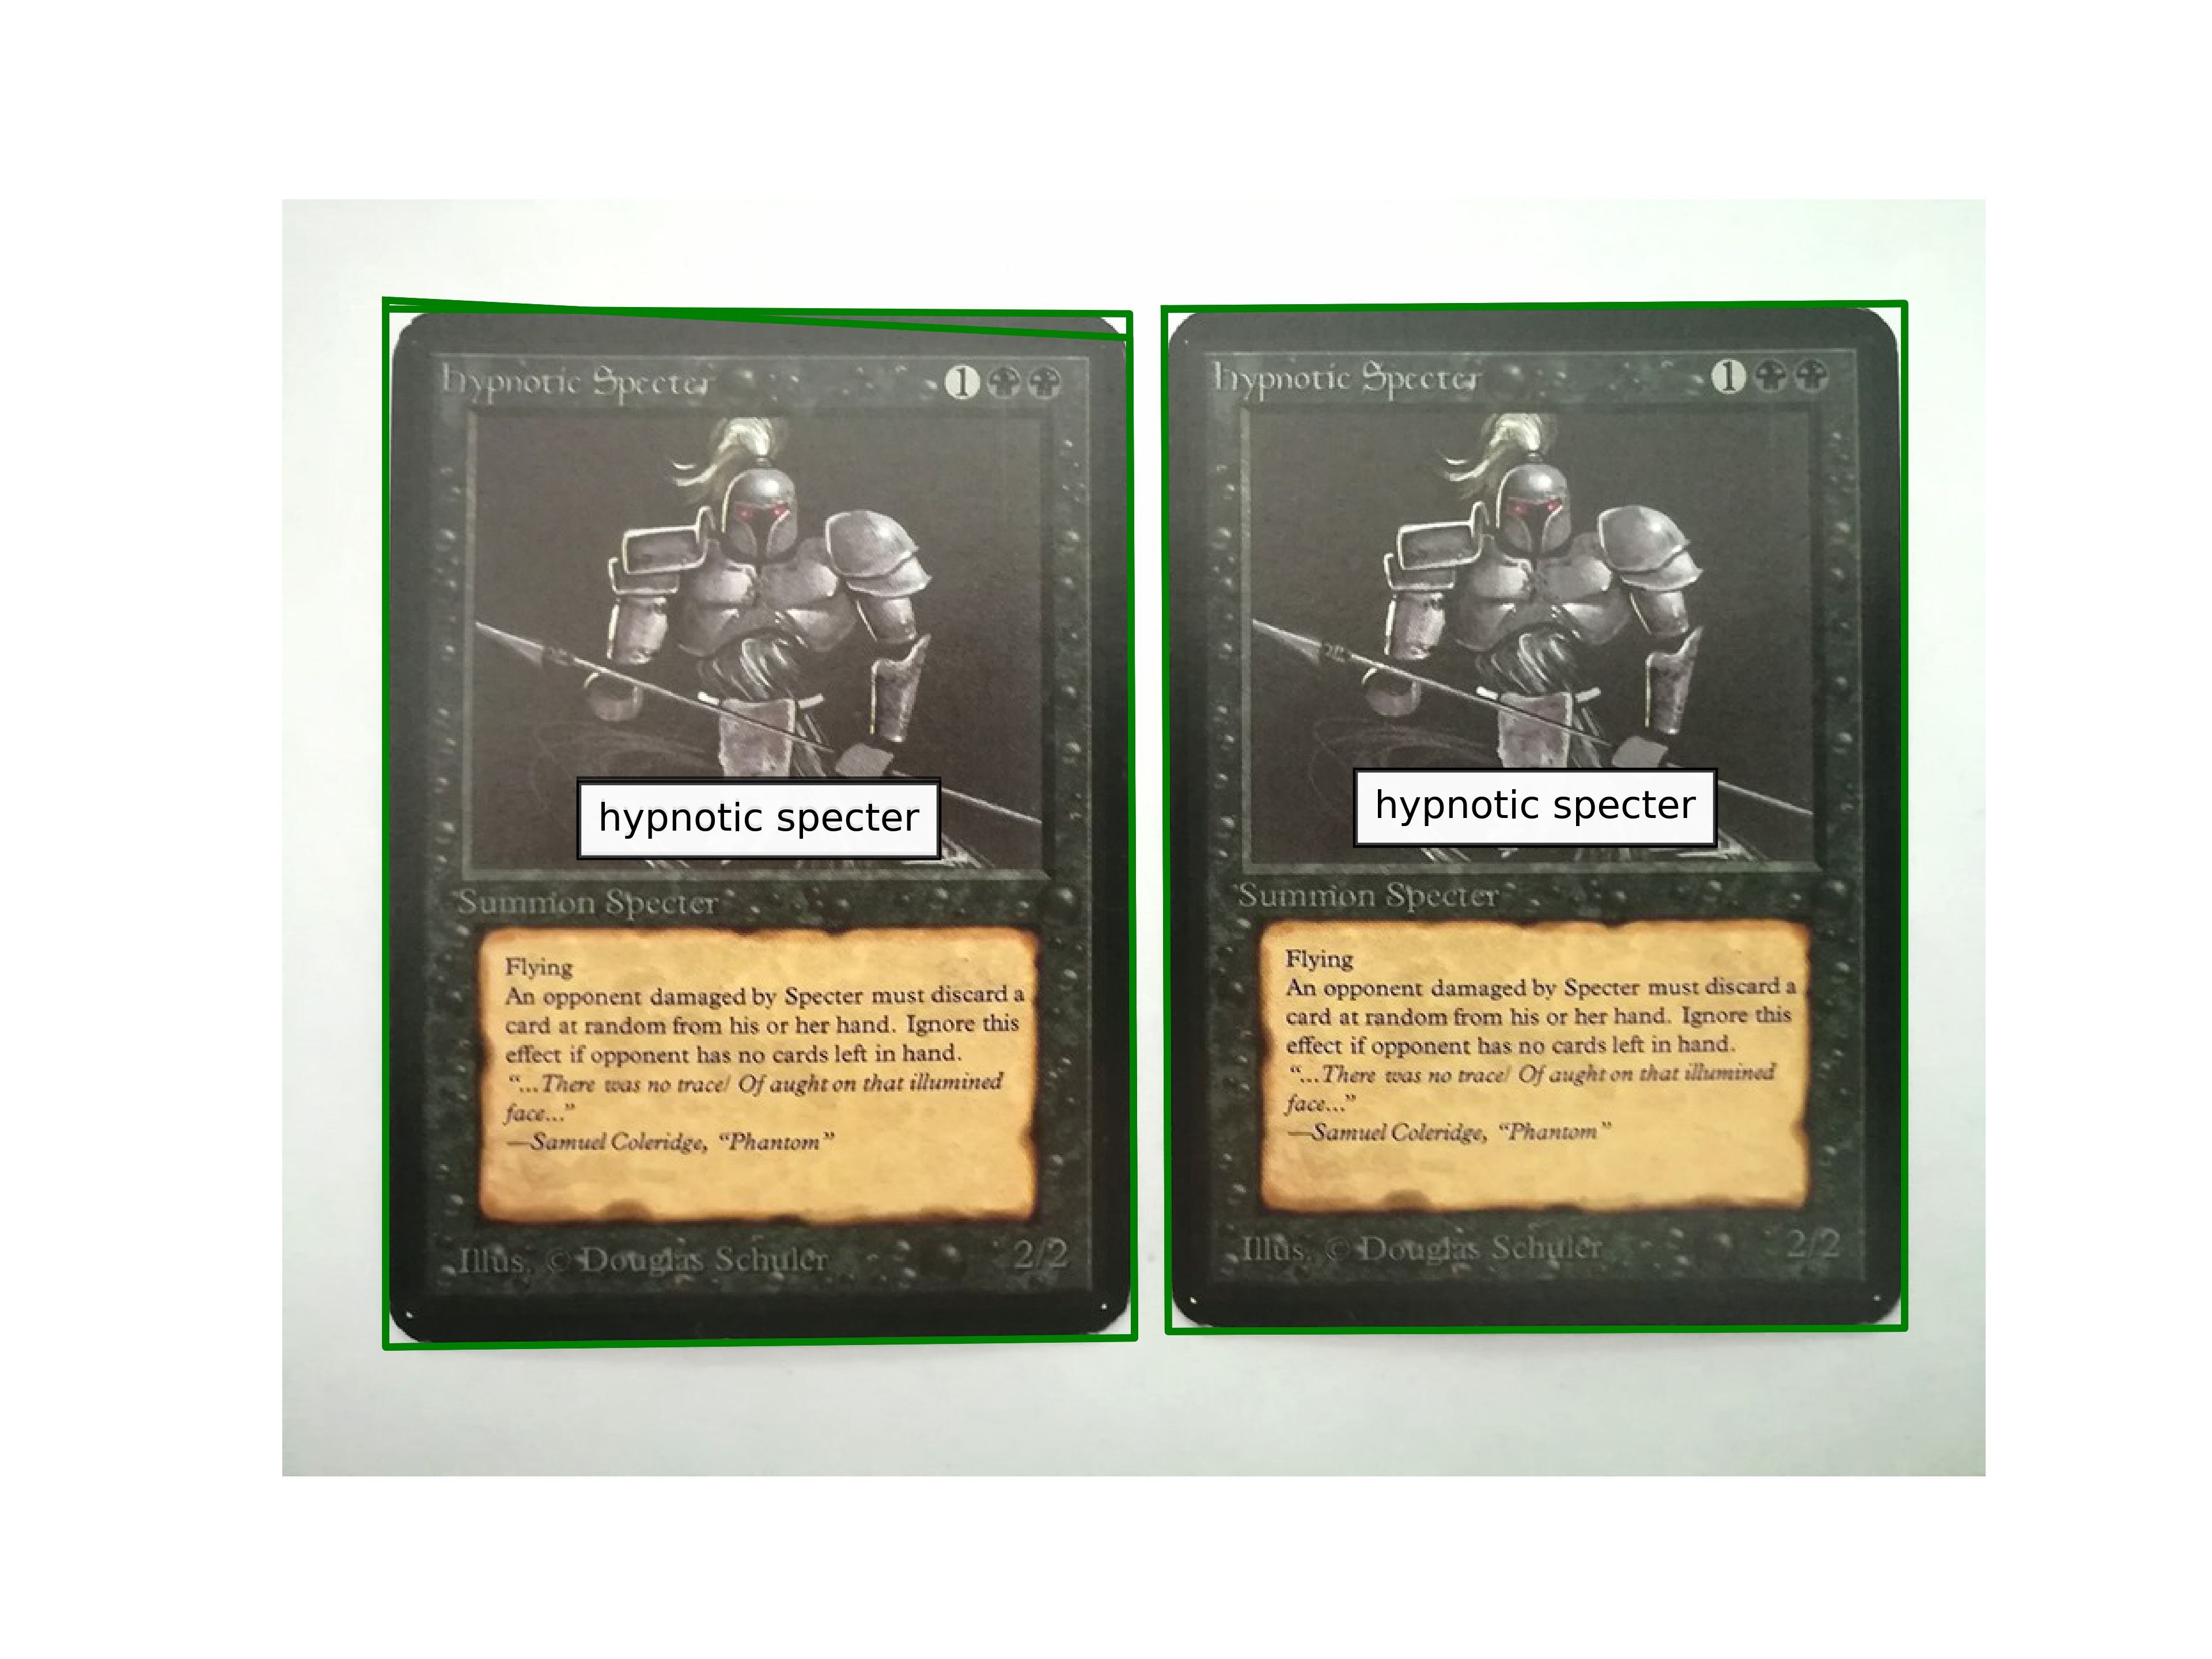 Hypnotic Specter 1
hypnotic specter
Summon Specter
Flying
An opponent damaged by Specter must discard a
card at random from his or her hand. Ignore this
effect if opponent has no cards left in hand.
“...There was no trace/ Of aught on that illumined
face...”
—Samuel Coleridge, “Phantom”
Illus. © Douglas Schuler 2/2
Hypnotic Specter 1
hypnotic specter
Summon Specter
Flying
An opponent damaged by Specter must discard a
card at random from his or her hand. Ignore this
effect if opponent has no cards left in hand.
“...There was no trace/ Of aught on that illumined
face...”
—Samuel Coleridge, “Phantom”
Illus. © Douglas Schuler 2/2